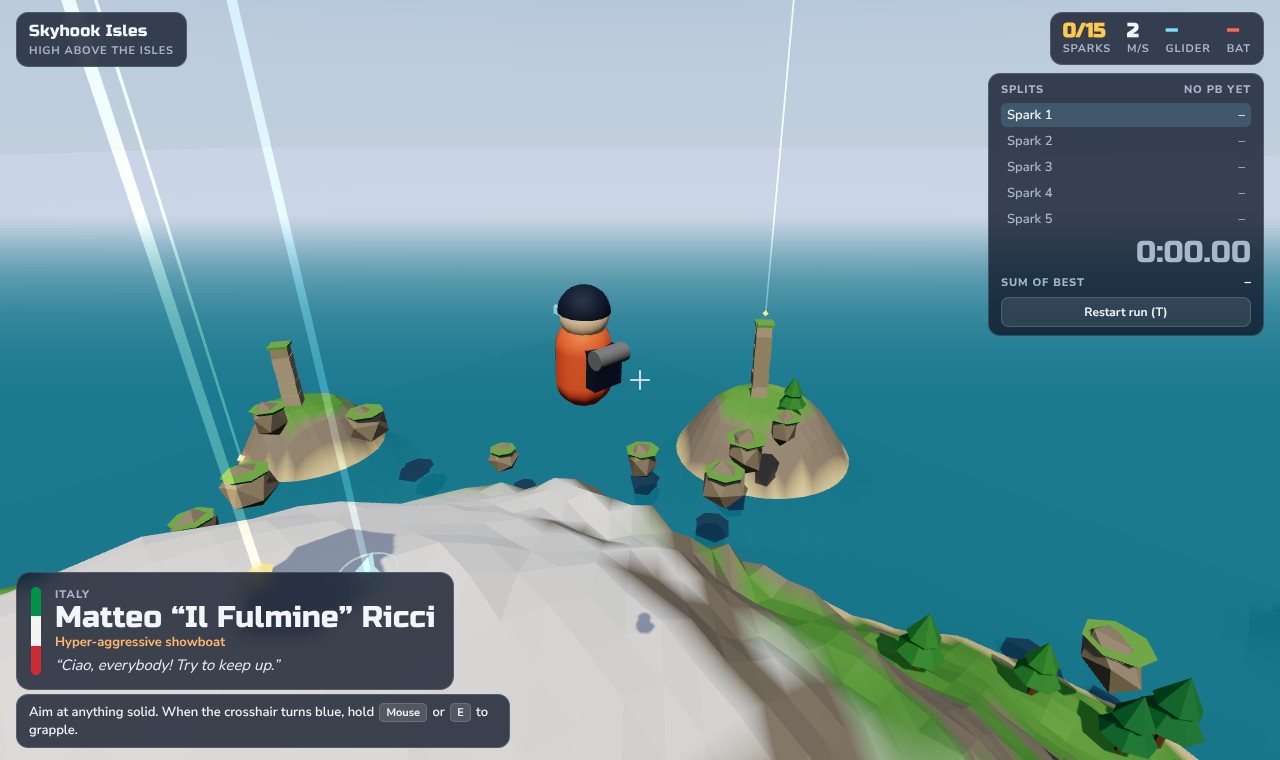 Skyhook Isles
HIGH ABOVE THE ISLES
0/15 2 – –
SPARKS M/S GLIDER BAT
SPLITS NO PB YET
Spark 1 –
Spark 2 –
Spark 3 –
Spark 4 –
Spark 5 –
0:00.00
SUM OF BEST –
Restart run (T)
ITALY
Matteo “Il Fulmine” Ricci
Hyper-aggressive showboat
“Ciao, everybody! Try to keep up.”
Aim at anything solid. When the crosshair turns blue, hold Mouse or E to
grapple.